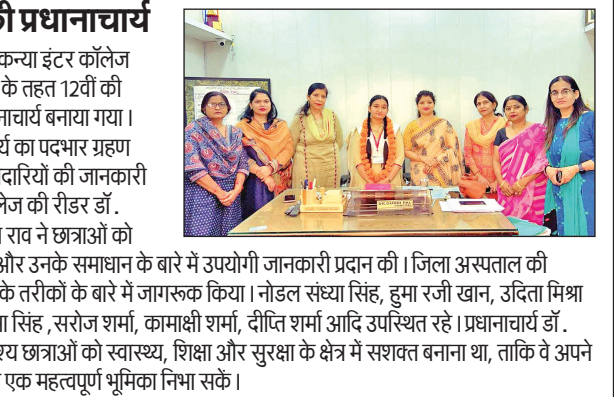 की प्रधानाचार्य
कन्या इंटर कॉलेज
के तहत 12वीं की
नाचार्य बनाया गया।
र्य का पदभार ग्रहण
दारियों की जानकारी
लेज की रीडर डॉ.
राव ने छात्राओं को
और उनके समाधान के बारे में उपयोगी जानकारी प्रदान की। जिला अस्पताल की
के तरीकों के बारे में जागरूक किया। नोडल संध्या सिंह, हुमा रजी खान, उदिता मिश्रा
सिंह ,सरोज शर्मा, कामाक्षी शर्मा, दीप्ति शर्मा आदि उपस्थित रहे। प्रधानाचार्य डॉ.
श्य छात्राओं को स्वास्थ्य, शिक्षा और सुरक्षा के क्षेत्र में सशक्त बनाना था, ताकि वे अपने
एक महत्वपूर्ण भूमिका निभा सकें।